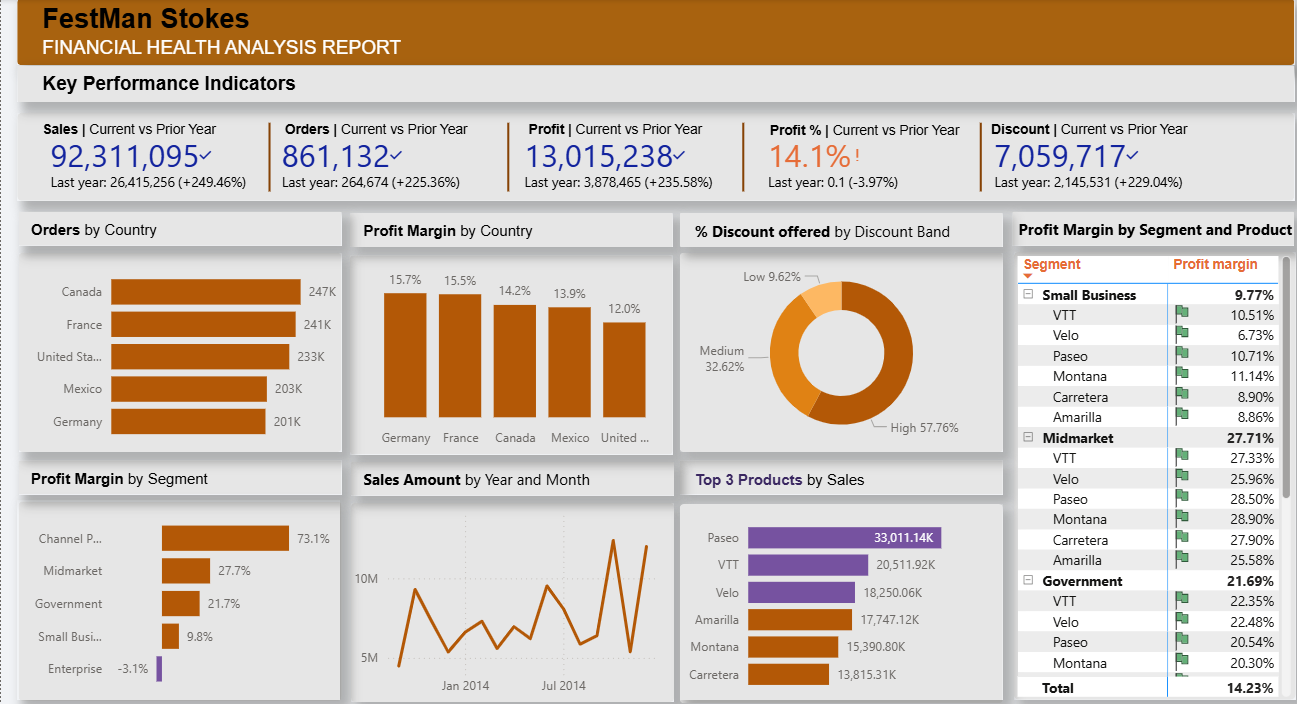 FestMan Stokes
FINANCIAL HEALTH ANALYSIS REPORT
Key Performance Indicators
Sales | Current vs Prior Year
92,311,095
Last year: 26,415,256 (+249.46%)
Orders | Current vs Prior Year
861,132
Last year: 264,674 (+225.36%)
Profit | Current vs Prior Year
13,015,238
Last year: 3,878,465 (+235.58%)
Profit % | Current vs Prior Year
14.1%!
Last year: 0.1 (-3.97%)
Discount | Current vs Prior Year
7,059,717
Last year: 2,145,531 (+229.04%)
Orders by Country
Canada 247K
France 241K
United Sta... 233K
Mexico 203K
Germany 201K
Profit Margin by Country
15.7% 15.5% 14.2% 13.9% 12.0%
Germany France Canada Mexico United ...
% Discount offered by Discount Band
Low 9.62%
Medium
32.62%
High 57.76%
Profit Margin by Segment
Channel P... 73.1%
Midmarket 27.7%
Government 21.7%
Small Busi... 9.8%
Enterprise -3.1%
Sales Amount by Year and Month
10M
5M
Jan 2014 Jul 2014
Top 3 Products by Sales
Paseo 33,011.14K
VTT 20,511.92K
Velo 18,250.06K
Amarilla 17,747.12K
Montana 15,390.80K
Carretera 13,815.31K
Profit Margin by Segment and Product
Segment Profit margin
Small Business 9.77%
VTT 10.51%
Velo 6.73%
Paseo 10.71%
Montana 11.14%
Carretera 8.90%
Amarilla 8.86%
Midmarket 27.71%
VTT 27.33%
Velo 25.96%
Paseo 28.50%
Montana 28.90%
Carretera 27.90%
Amarilla 25.58%
Government 21.69%
VTT 22.35%
Velo 22.48%
Paseo 20.54%
Montana 20.30%
Total 14.23%